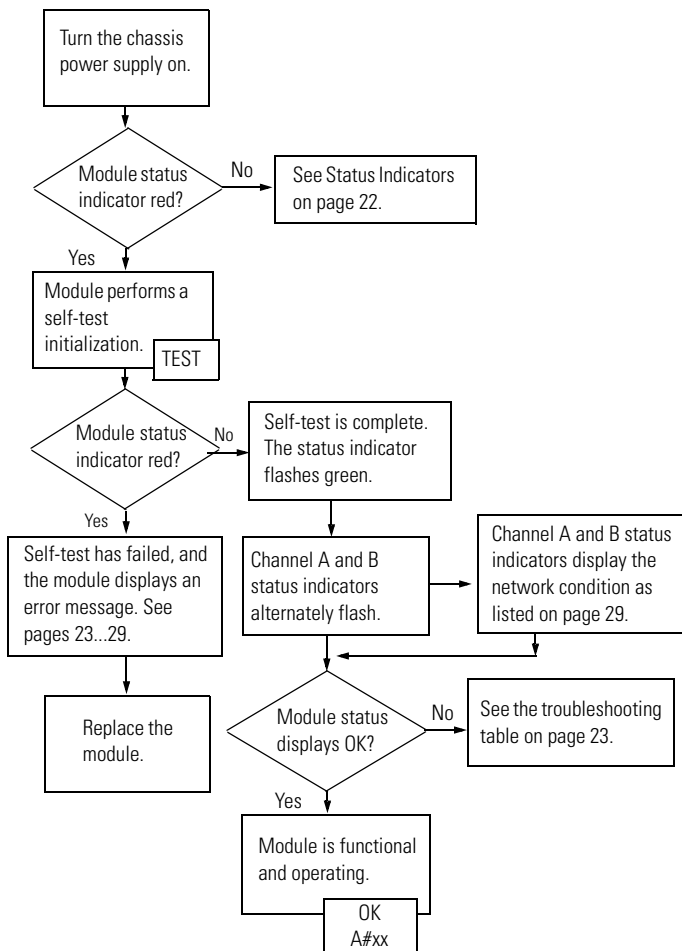 Turn the chassis
power supply on.
Module status
indicator red?
No
See Status Indicators
on page 22.
Yes
Module performs a
self-test
initialization.
TEST
Module status
indicator red?
No
Self-test is complete.
The status indicator
flashes green.
Yes
Self-test has failed, and
the module displays an
error message. See
pages 23...29.
Channel A and B
status indicators
alternately flash.
Channel A and B status
indicators display the
network condition as
listed on page 29.
Replace the
module.
Module status
displays OK?
No
See the troubleshooting
table on page 23.
Yes
Module is functional
and operating.
OK
A#xx